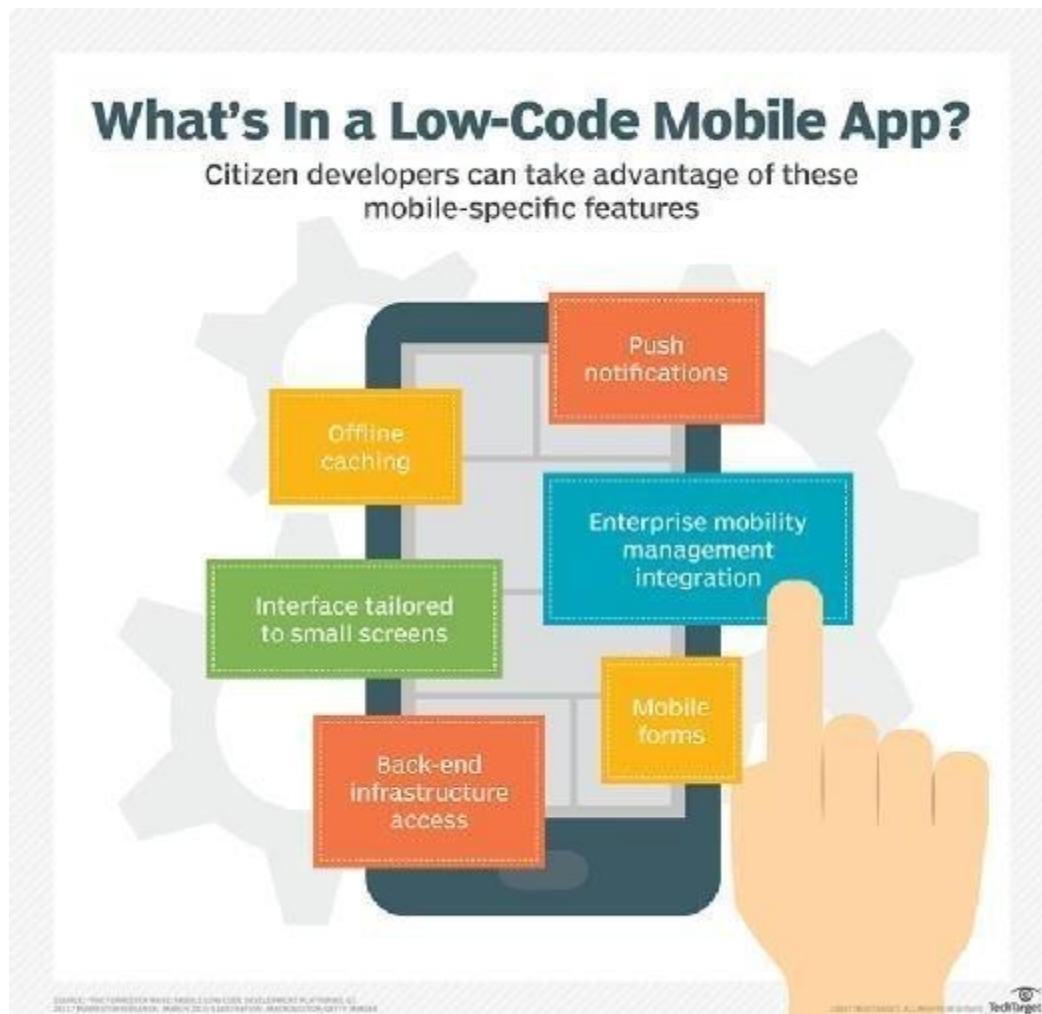 What's In a Low-Code Mobile App?
Citizen developers can take advantage of these
mobile-specific features
Push
notifications
Offline
caching
Enterprise mobility
management
integration
Interface tailored
to small screens
Mobile
forms
Back-end
infrastructure
access
TechTarget